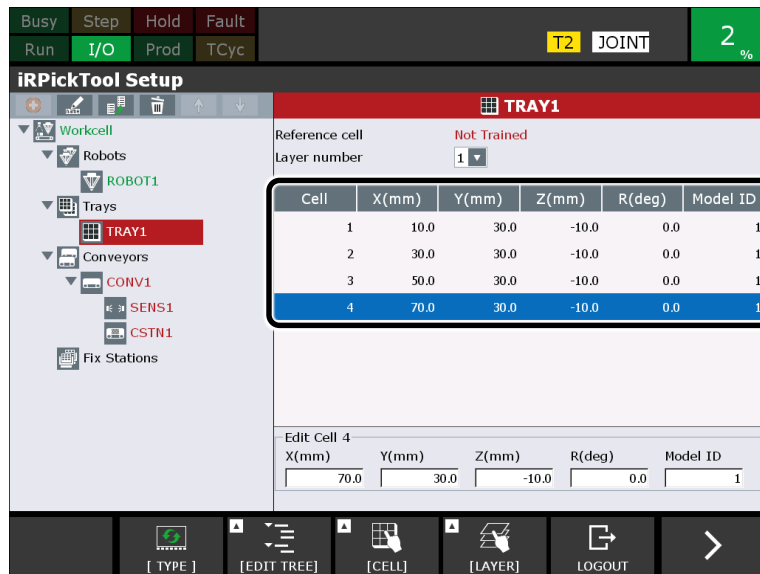 Busy Step Hold Fault
Run I/O Prod TCyc T2 JOINT 2 %
iRPickTool Setup
TRAY1
Workcell
Reference cell Not Trained
Robots
Layer number 1
ROBOT1
Trays
Cell X(mm) Y(mm) Z(mm) R(deg) Model ID
TRAY1
1 10.0 30.0 -10.0 0.0 1
Conveyors
2 30.0 30.0 -10.0 0.0 1
CONV1
3 50.0 30.0 -10.0 0.0 1
SENS1
4 70.0 30.0 -10.0 0.0 1
CSTN1
Fix Stations
Edit Cell 4
X(mm) Y(mm) Z(mm) R(deg) Model ID
70.0 30.0 -10.0 0.0 1
[ TYPE ] [EDIT TREE] [CELL] [LAYER] LOGOUT